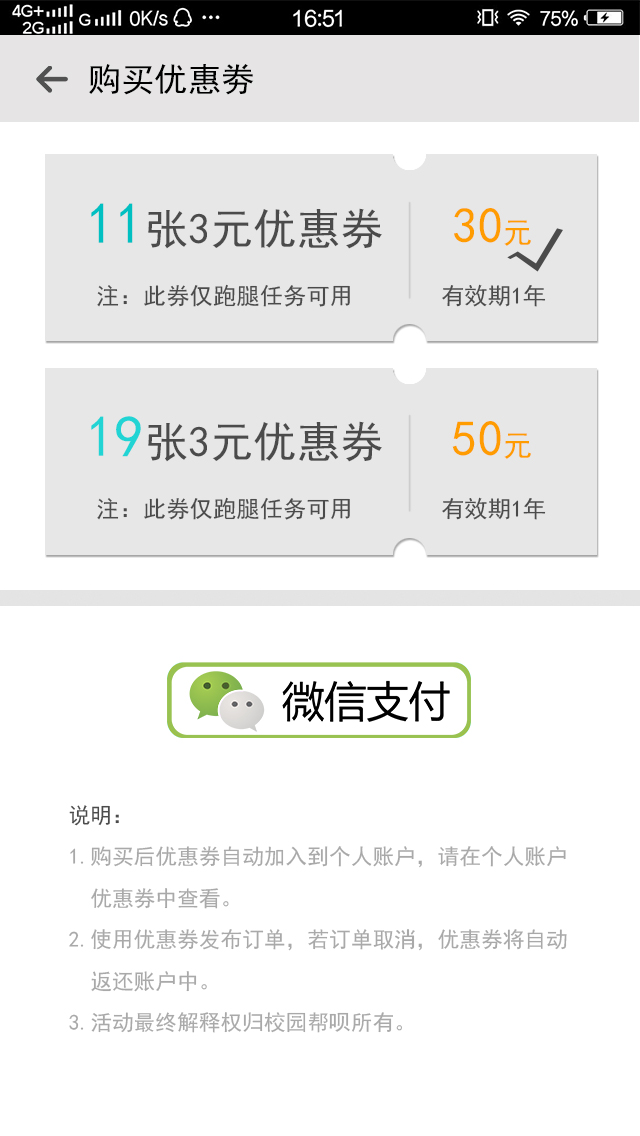 4G+ 2G G 0K/s ··· 16:51 75%
购买优惠券
11张3元优惠券 30元
注：此券仅跑腿任务可用 有效期1年
19张3元优惠券 50元
注：此券仅跑腿任务可用 有效期1年
微信支付
说明：
1. 购买后优惠券自动加入到个人账户，请在个人账户
优惠券中查看。
2. 使用优惠券发布订单，若订单取消，优惠券将自动
返还账户中。
3. 活动最终解释权归校园帮呗所有。